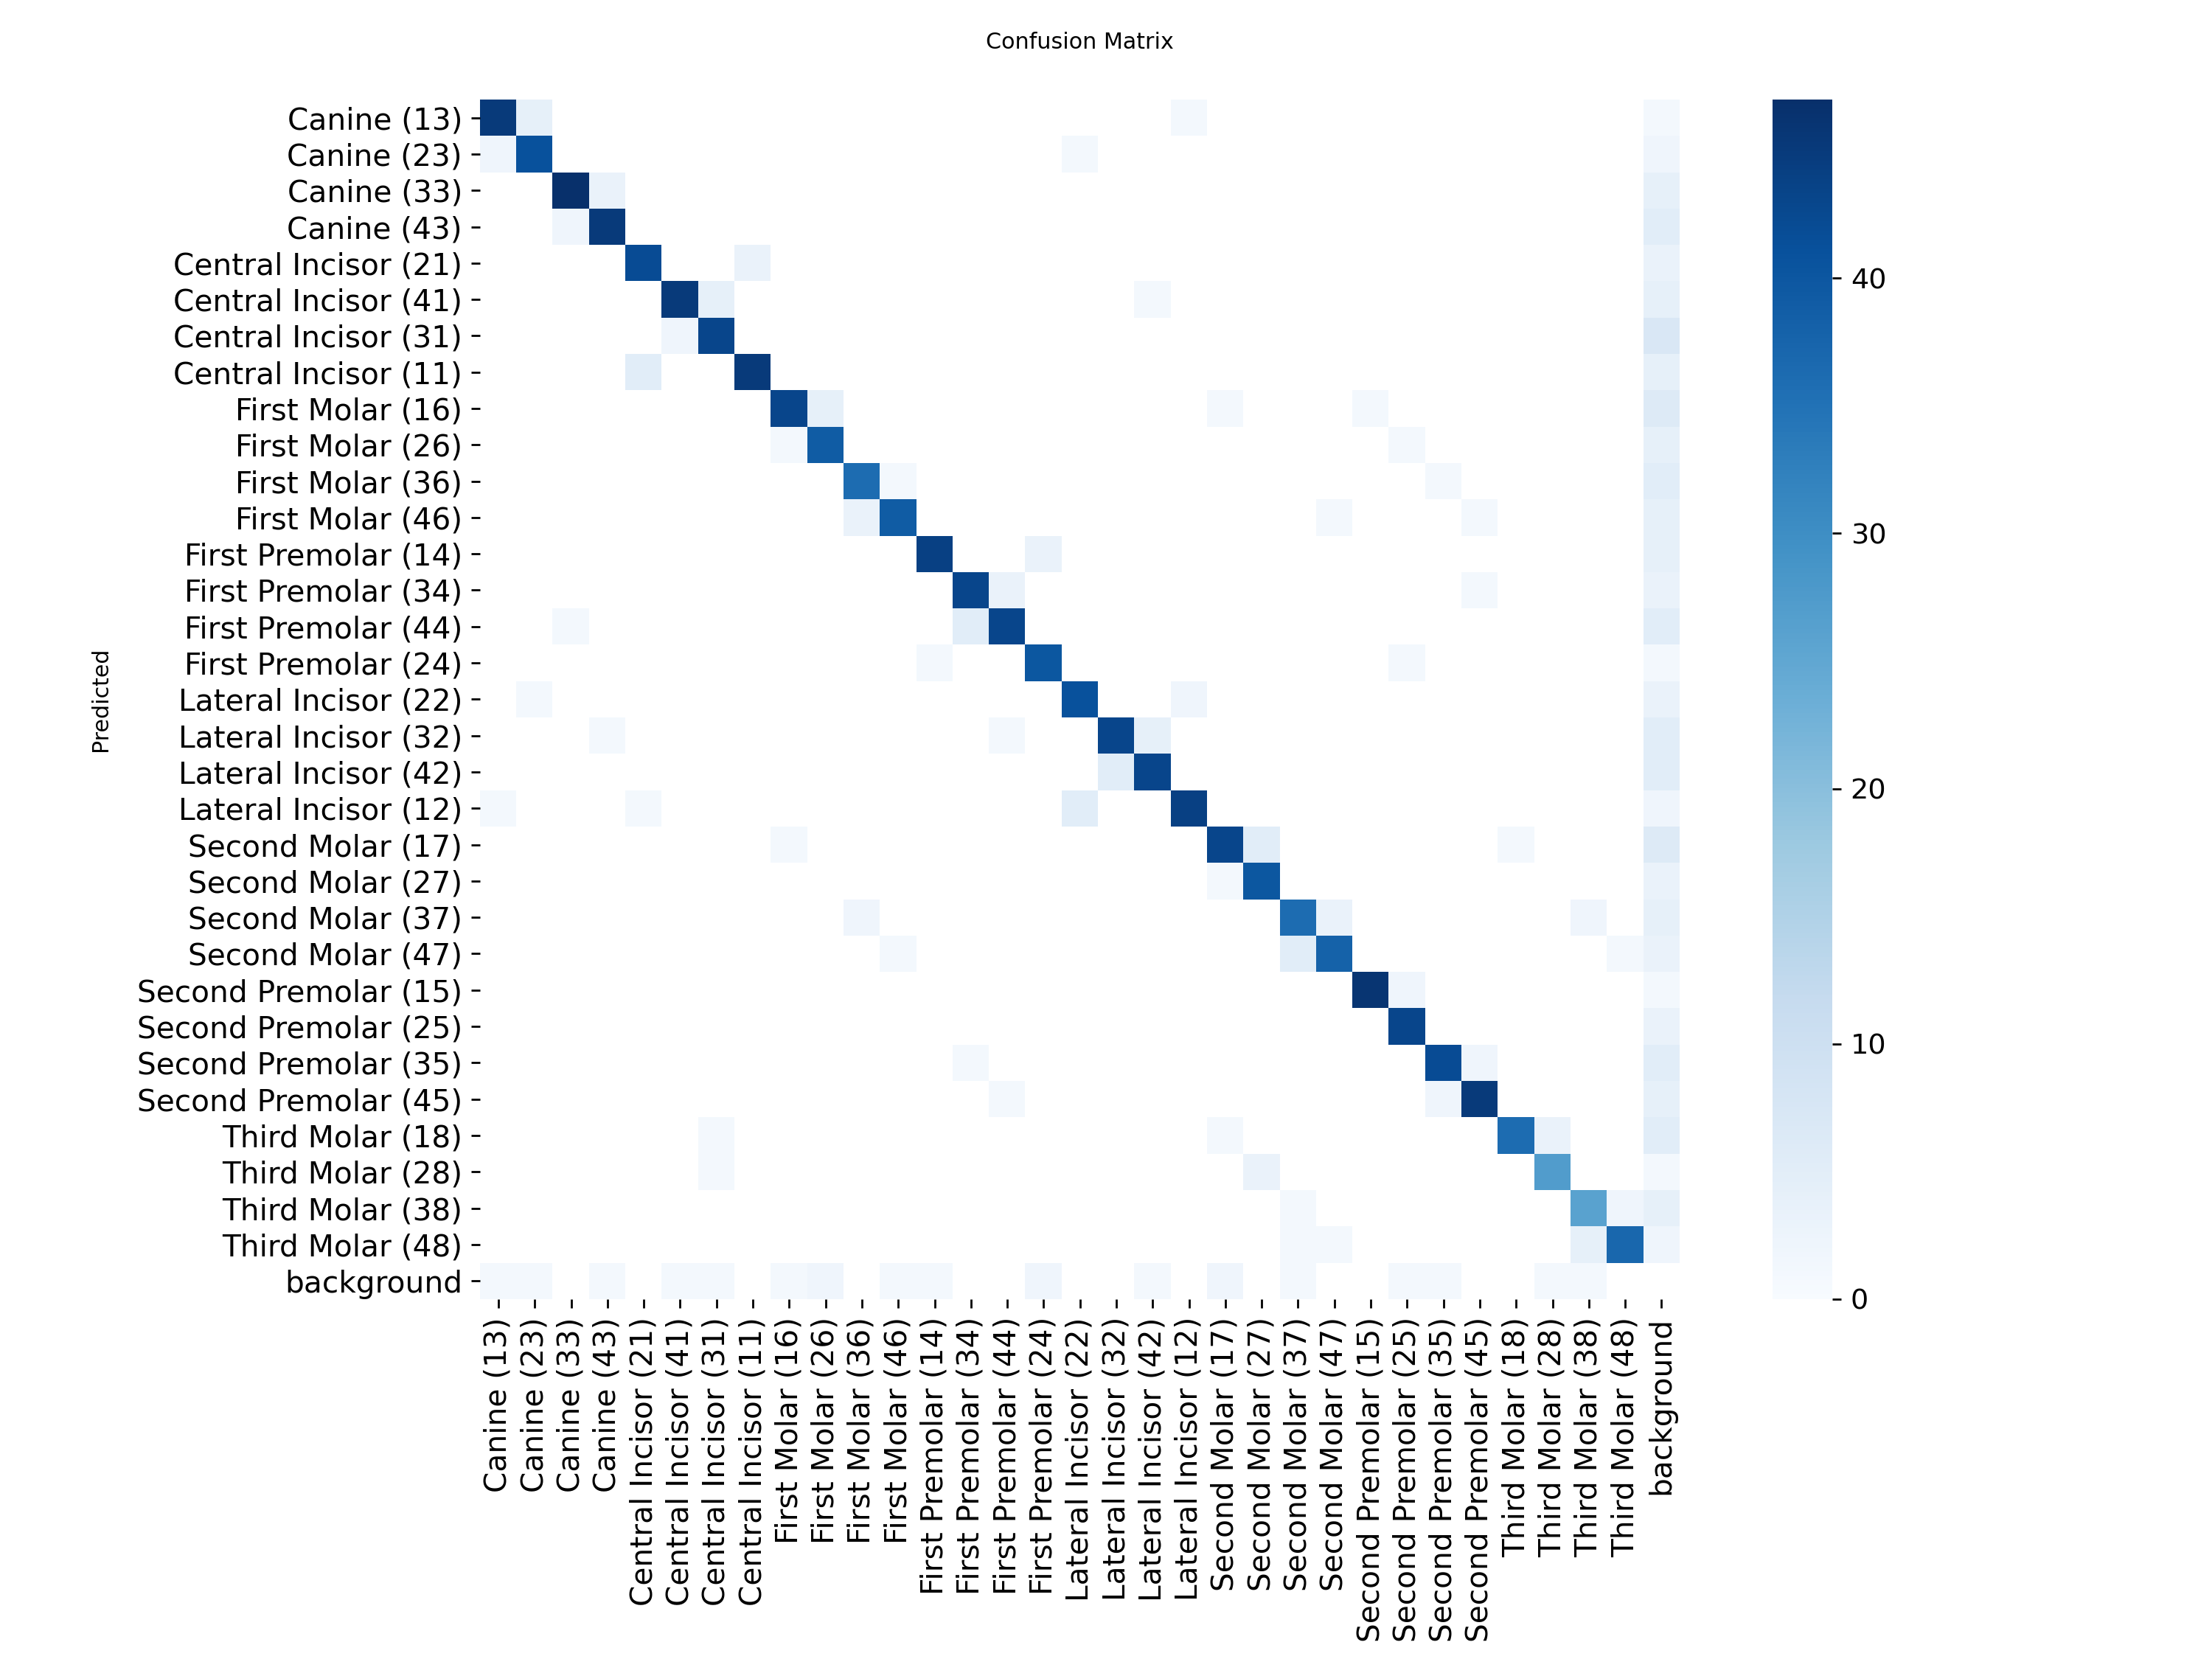 Confusion Matrix
Predicted
Canine (13)
Canine (23)
Canine (33)
Canine (43)
Central Incisor (21)
Central Incisor (41)
Central Incisor (31)
Central Incisor (11)
First Molar (16)
First Molar (26)
First Molar (36)
First Molar (46)
First Premolar (14)
First Premolar (34)
First Premolar (44)
First Premolar (24)
Lateral Incisor (22)
Lateral Incisor (32)
Lateral Incisor (42)
Lateral Incisor (12)
Second Molar (17)
Second Molar (27)
Second Molar (37)
Second Molar (47)
Second Premolar (15)
Second Premolar (25)
Second Premolar (35)
Second Premolar (45)
Third Molar (18)
Third Molar (28)
Third Molar (38)
Third Molar (48)
background
Canine (13)
Canine (23)
Canine (33)
Canine (43)
Central Incisor (21)
Central Incisor (41)
Central Incisor (31)
Central Incisor (11)
First Molar (16)
First Molar (26)
First Molar (36)
First Molar (46)
First Premolar (14)
First Premolar (34)
First Premolar (44)
First Premolar (24)
Lateral Incisor (22)
Lateral Incisor (32)
Lateral Incisor (42)
Lateral Incisor (12)
Second Molar (17)
Second Molar (27)
Second Molar (37)
Second Molar (47)
Second Premolar (15)
Second Premolar (25)
Second Premolar (35)
Second Premolar (45)
Third Molar (18)
Third Molar (28)
Third Molar (38)
Third Molar (48)
background
40
30
20
10
0